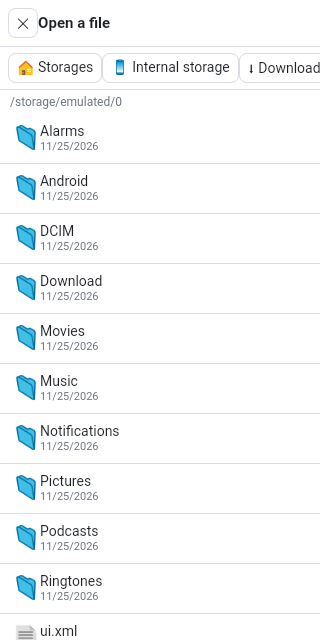 Open a file
Storages
Internal storage
Download
/storage/emulated/0
Alarms
11/25/2026
Android
11/25/2026
DCIM
11/25/2026
Download
11/25/2026
Movies
11/25/2026
Music
11/25/2026
Notifications
11/25/2026
Pictures
11/25/2026
Podcasts
11/25/2026
Ringtones
11/25/2026
ui.xml